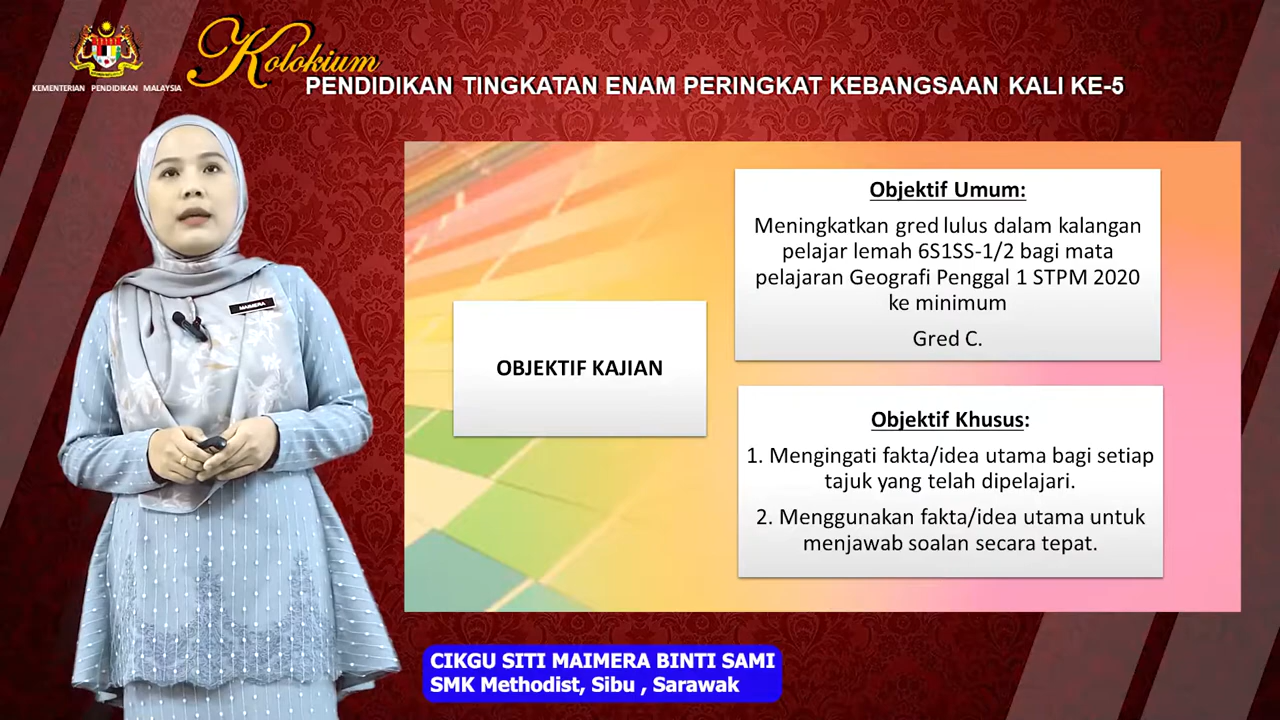 Kolokium
KEMENTERIAN PENDIDIKAN MALAYSIA
PENDIDIKAN TINGKATAN ENAM PERINGKAT KEBANGSAAN KALI KE-5
MAIMERA
OBJEKTIF KAJIAN
Objektif Umum:
Meningkatkan gred lulus dalam kalangan
pelajar lemah 6S1SS-1/2 bagi mata
pelajaran Geografi Penggal 1 STPM 2020
ke minimum
Gred C.
Objektif Khusus:
1. Mengingati fakta/idea utama bagi setiap
tajuk yang telah dipelajari.
2. Menggunakan fakta/idea utama untuk
menjawab soalan secara tepat.
CIKGU SITI MAIMERA BINTI SAMI
SMK Methodist, Sibu , Sarawak